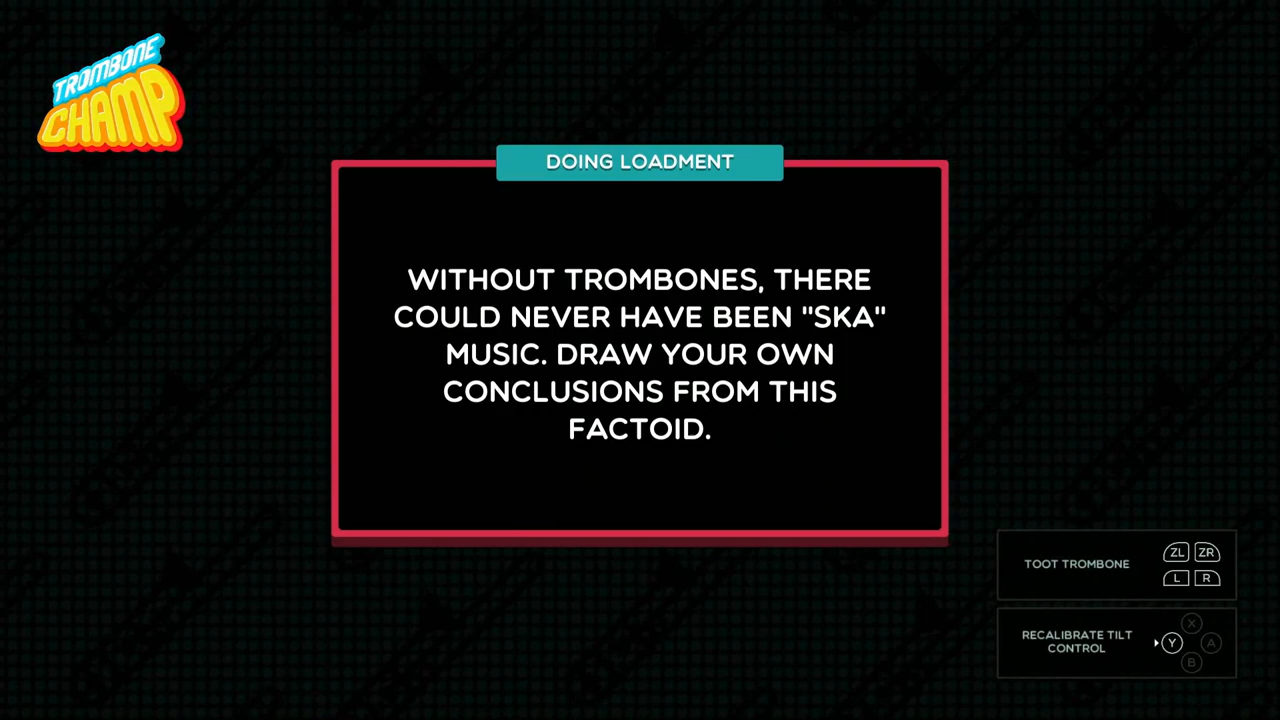 TROMBONE
CHAMP
DOING LOADMENT
WITHOUT TROMBONES, THERE
COULD NEVER HAVE BEEN "SKA"
MUSIC. DRAW YOUR OWN
CONCLUSIONS FROM THIS
FACTOID.
TOOT TROMBONE
ZL ZR
L R
RECALIBRATE TILT
CONTROL
X
Y A
B